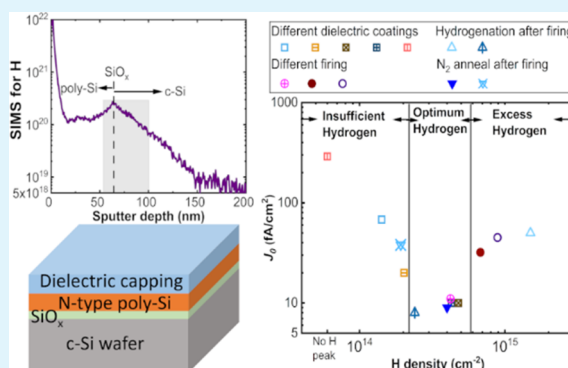 SIMS for H
10²²
10²¹
10²⁰
10¹⁹
5x10¹⁸
SiOₓ
poly-Si
c-Si
0 50 100 150 200
Sputter depth (nm)
Dielectric capping
N-type poly-Si
SiOₓ
c-Si wafer
Different dielectric coatings
Hydrogenation after firing
Different firing
N₂ anneal after firing
Insufficient Hydrogen
Optimum Hydrogen
Excess Hydrogen
J₀ (fA/cm²)
1000
100
10
5
No H peak
10¹⁴ 10¹⁵
H density (cm⁻²)